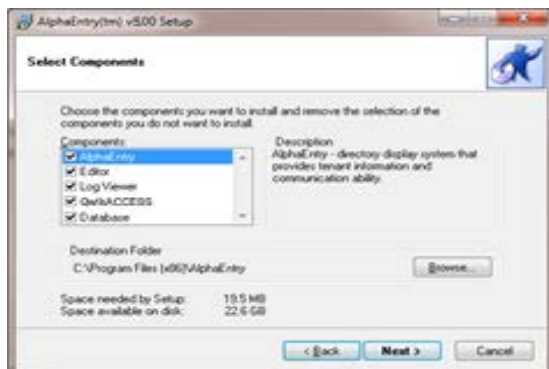 AlphaEntry(tm) v5.00 Setup
Select Components
Choose the components you want to install and remove the selection of the
components you do not want to install.
Components
AlphaEntry
Editor
Log Viewer
QwikACCESS
Database
Description
AlphaEntry - directory display system that
provides tenant information and
communication ability.
Destination Folder
C:\Program Files (x86)\AlphaEntry
Browse...
Space needed by Setup: 19.5 MB
Space available on disk: 22.6 GB
< Back
Next >
Cancel